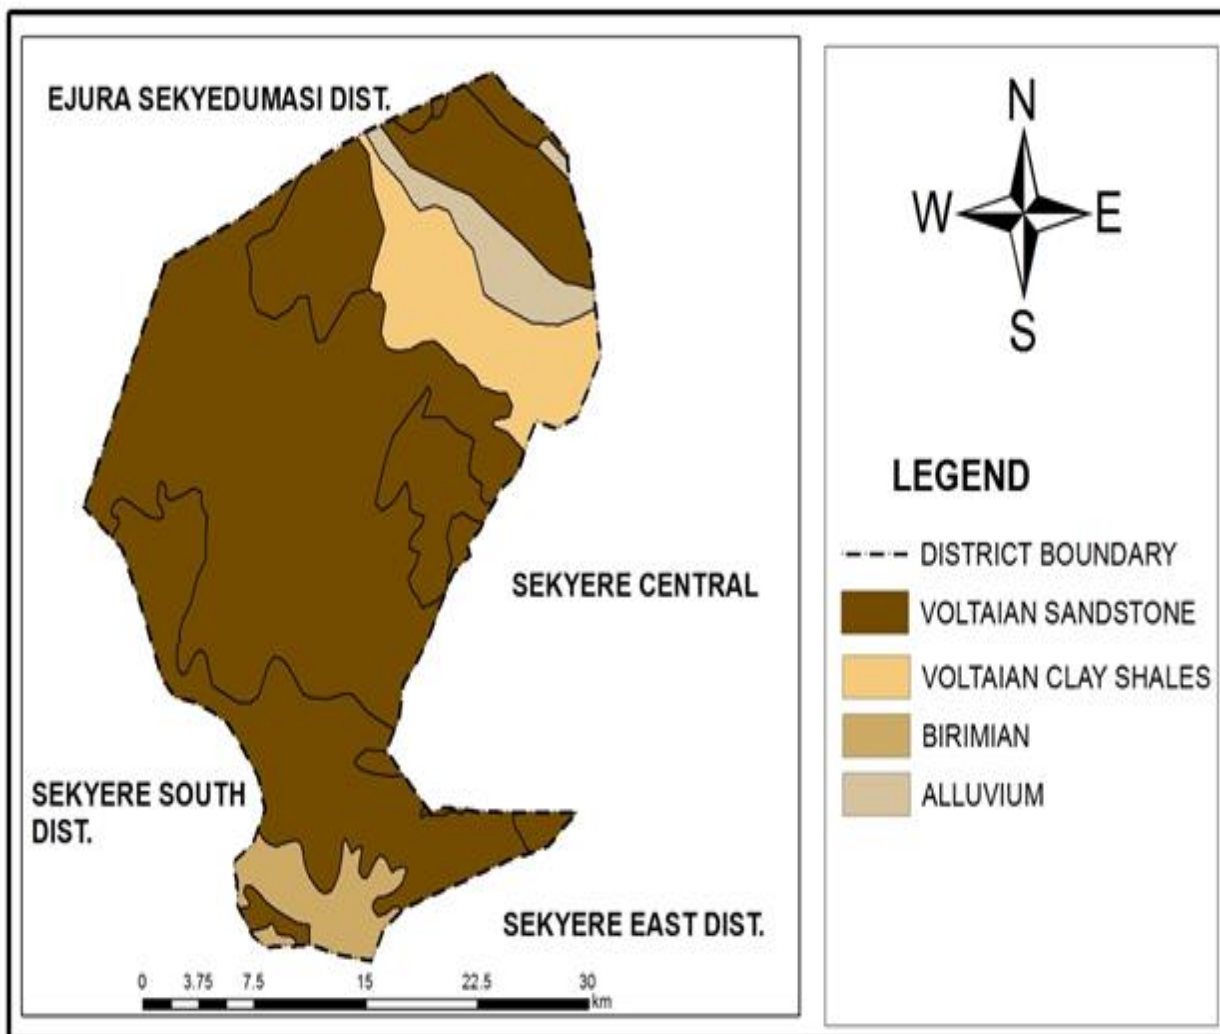 EJURA SEKYEDUMASI DIST.
SEKYERE CENTRAL
SEKYERE SOUTH
DIST.
SEKYERE EAST DIST.
0 3.75 7.5 15 22.5 30
km
N
W E
S
LEGEND
DISTRICT BOUNDARY
VOLTAIAN SANDSTONE
VOLTAIAN CLAY SHALES
BIRIMIAN
ALLUVIUM